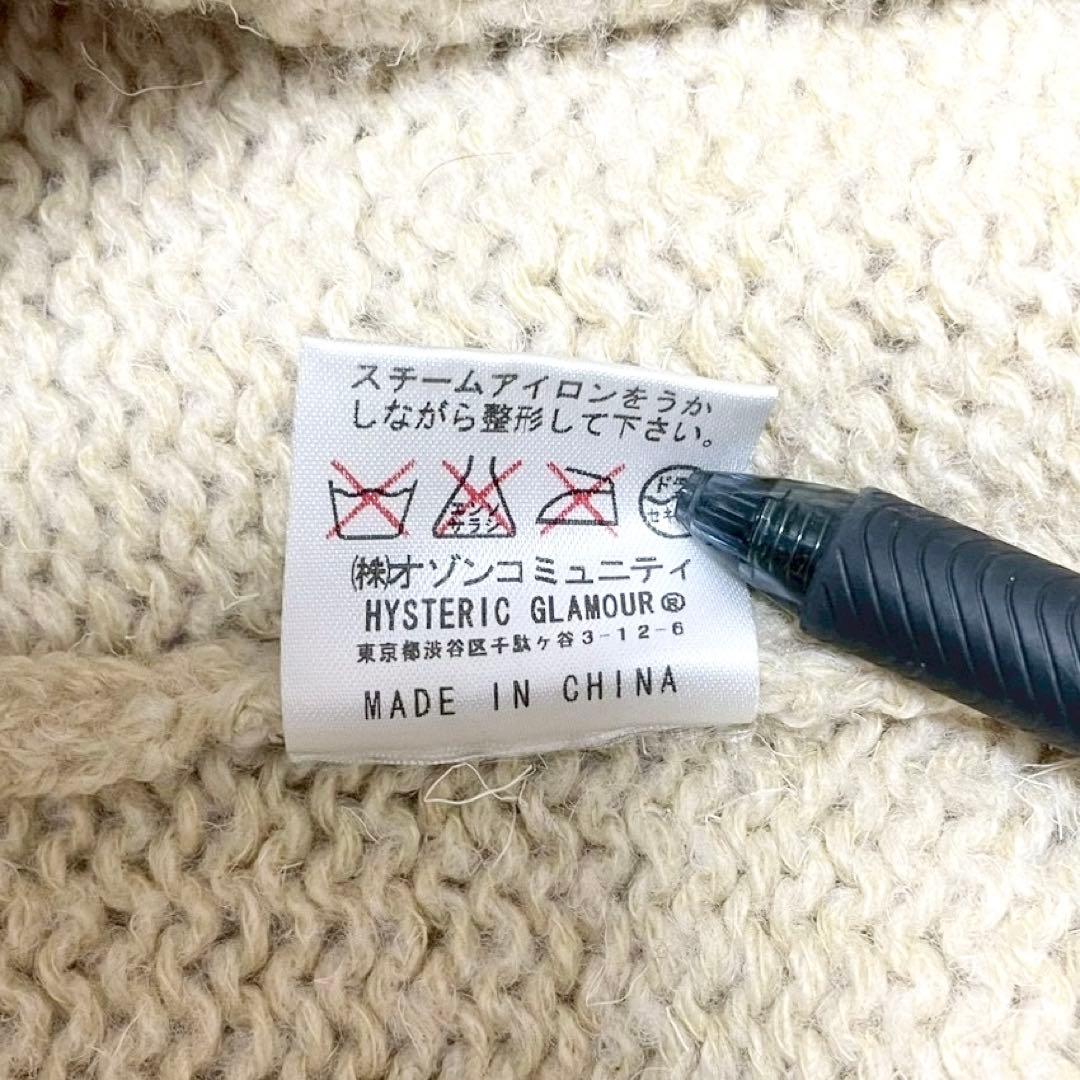 スチームアイロンをうか
しながら整形して下さい。
エンソ
サラシ
セキ
(株)オゾンコミュニティ
HYSTERIC GLAMOUR®
東京都渋谷区千駄ヶ谷3-12-6
MADE IN CHINA